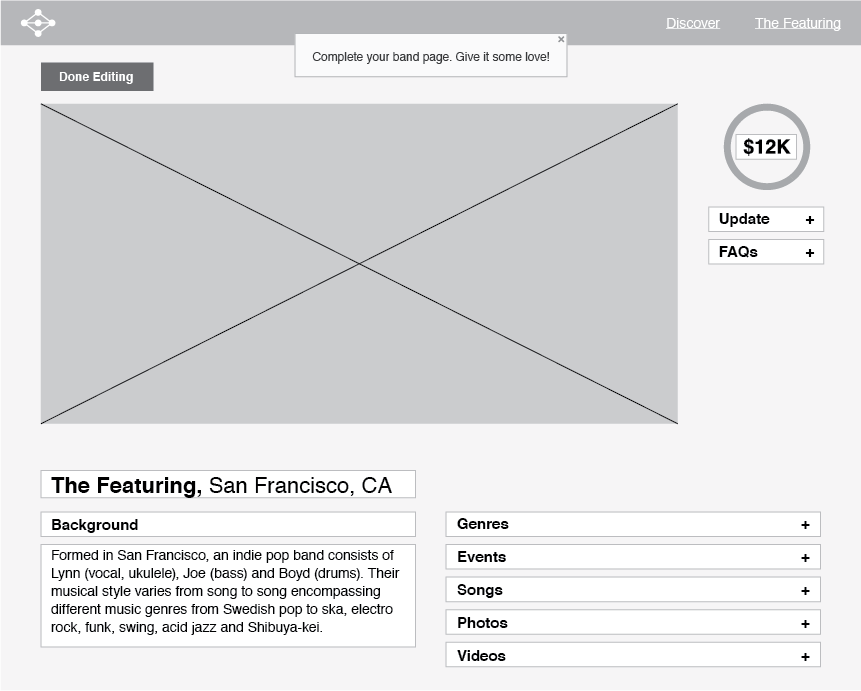 Discover The Featuring
×
Complete your band page. Give it some love!
Done Editing
$12K
Update +
FAQs +
The Featuring, San Francisco, CA
Background
Formed in San Francisco, an indie pop band consists of
Lynn (vocal, ukulele), Joe (bass) and Boyd (drums). Their
musical style varies from song to song encompassing
different music genres from Swedish pop to ska, electro
rock, funk, swing, acid jazz and Shibuya-kei.
Genres +
Events +
Songs +
Photos +
Videos +